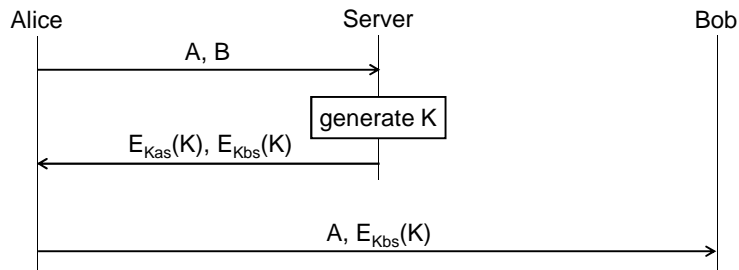 Alice Server Bob
A, B
generate K
E_Kas(K), E_Kbs(K)
A, E_Kbs(K)